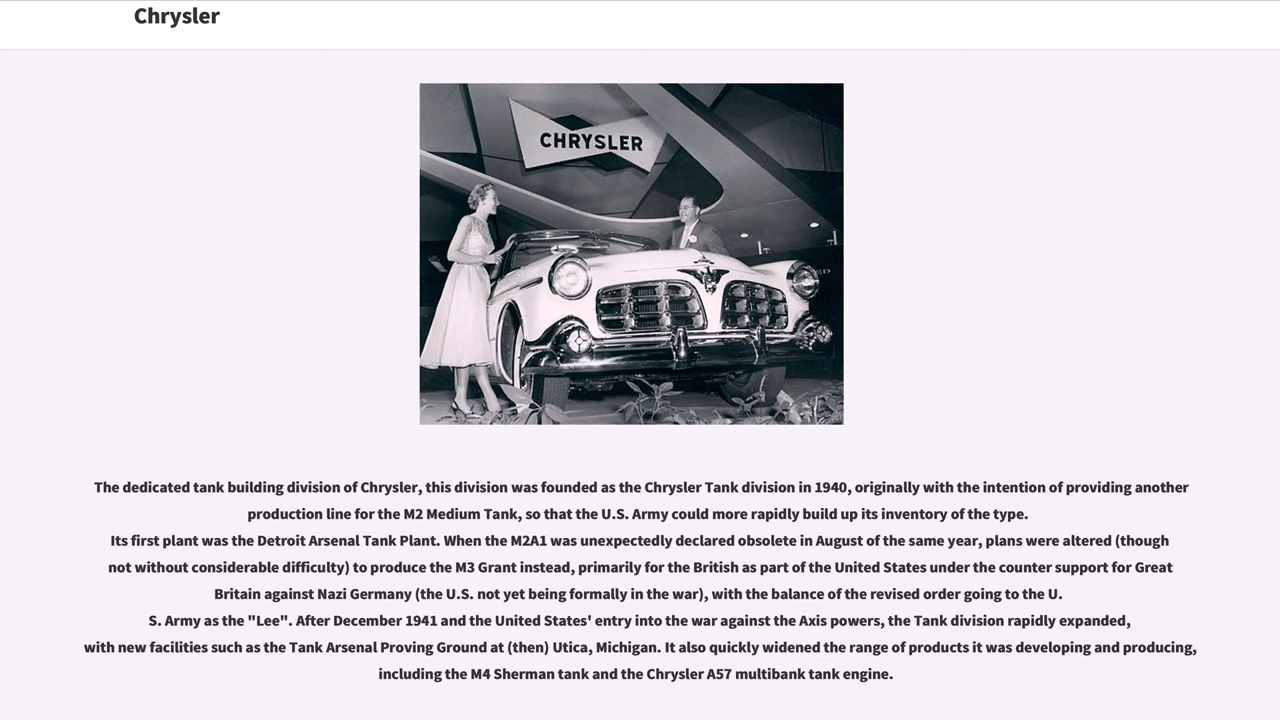 Chrysler
CHRYSLER
The dedicated tank building division of Chrysler, this division was founded as the Chrysler Tank division in 1940, originally with the intention of providing another
production line for the M2 Medium Tank, so that the U.S. Army could more rapidly build up its inventory of the type.
Its first plant was the Detroit Arsenal Tank Plant. When the M2A1 was unexpectedly declared obsolete in August of the same year, plans were altered (though
not without considerable difficulty) to produce the M3 Grant instead, primarily for the British as part of the United States under the counter support for Great
Britain against Nazi Germany (the U.S. not yet being formally in the war), with the balance of the revised order going to the U.
S. Army as the "Lee". After December 1941 and the United States' entry into the war against the Axis powers, the Tank division rapidly expanded,
with new facilities such as the Tank Arsenal Proving Ground at (then) Utica, Michigan. It also quickly widened the range of products it was developing and producing,
including the M4 Sherman tank and the Chrysler A57 multibank tank engine.